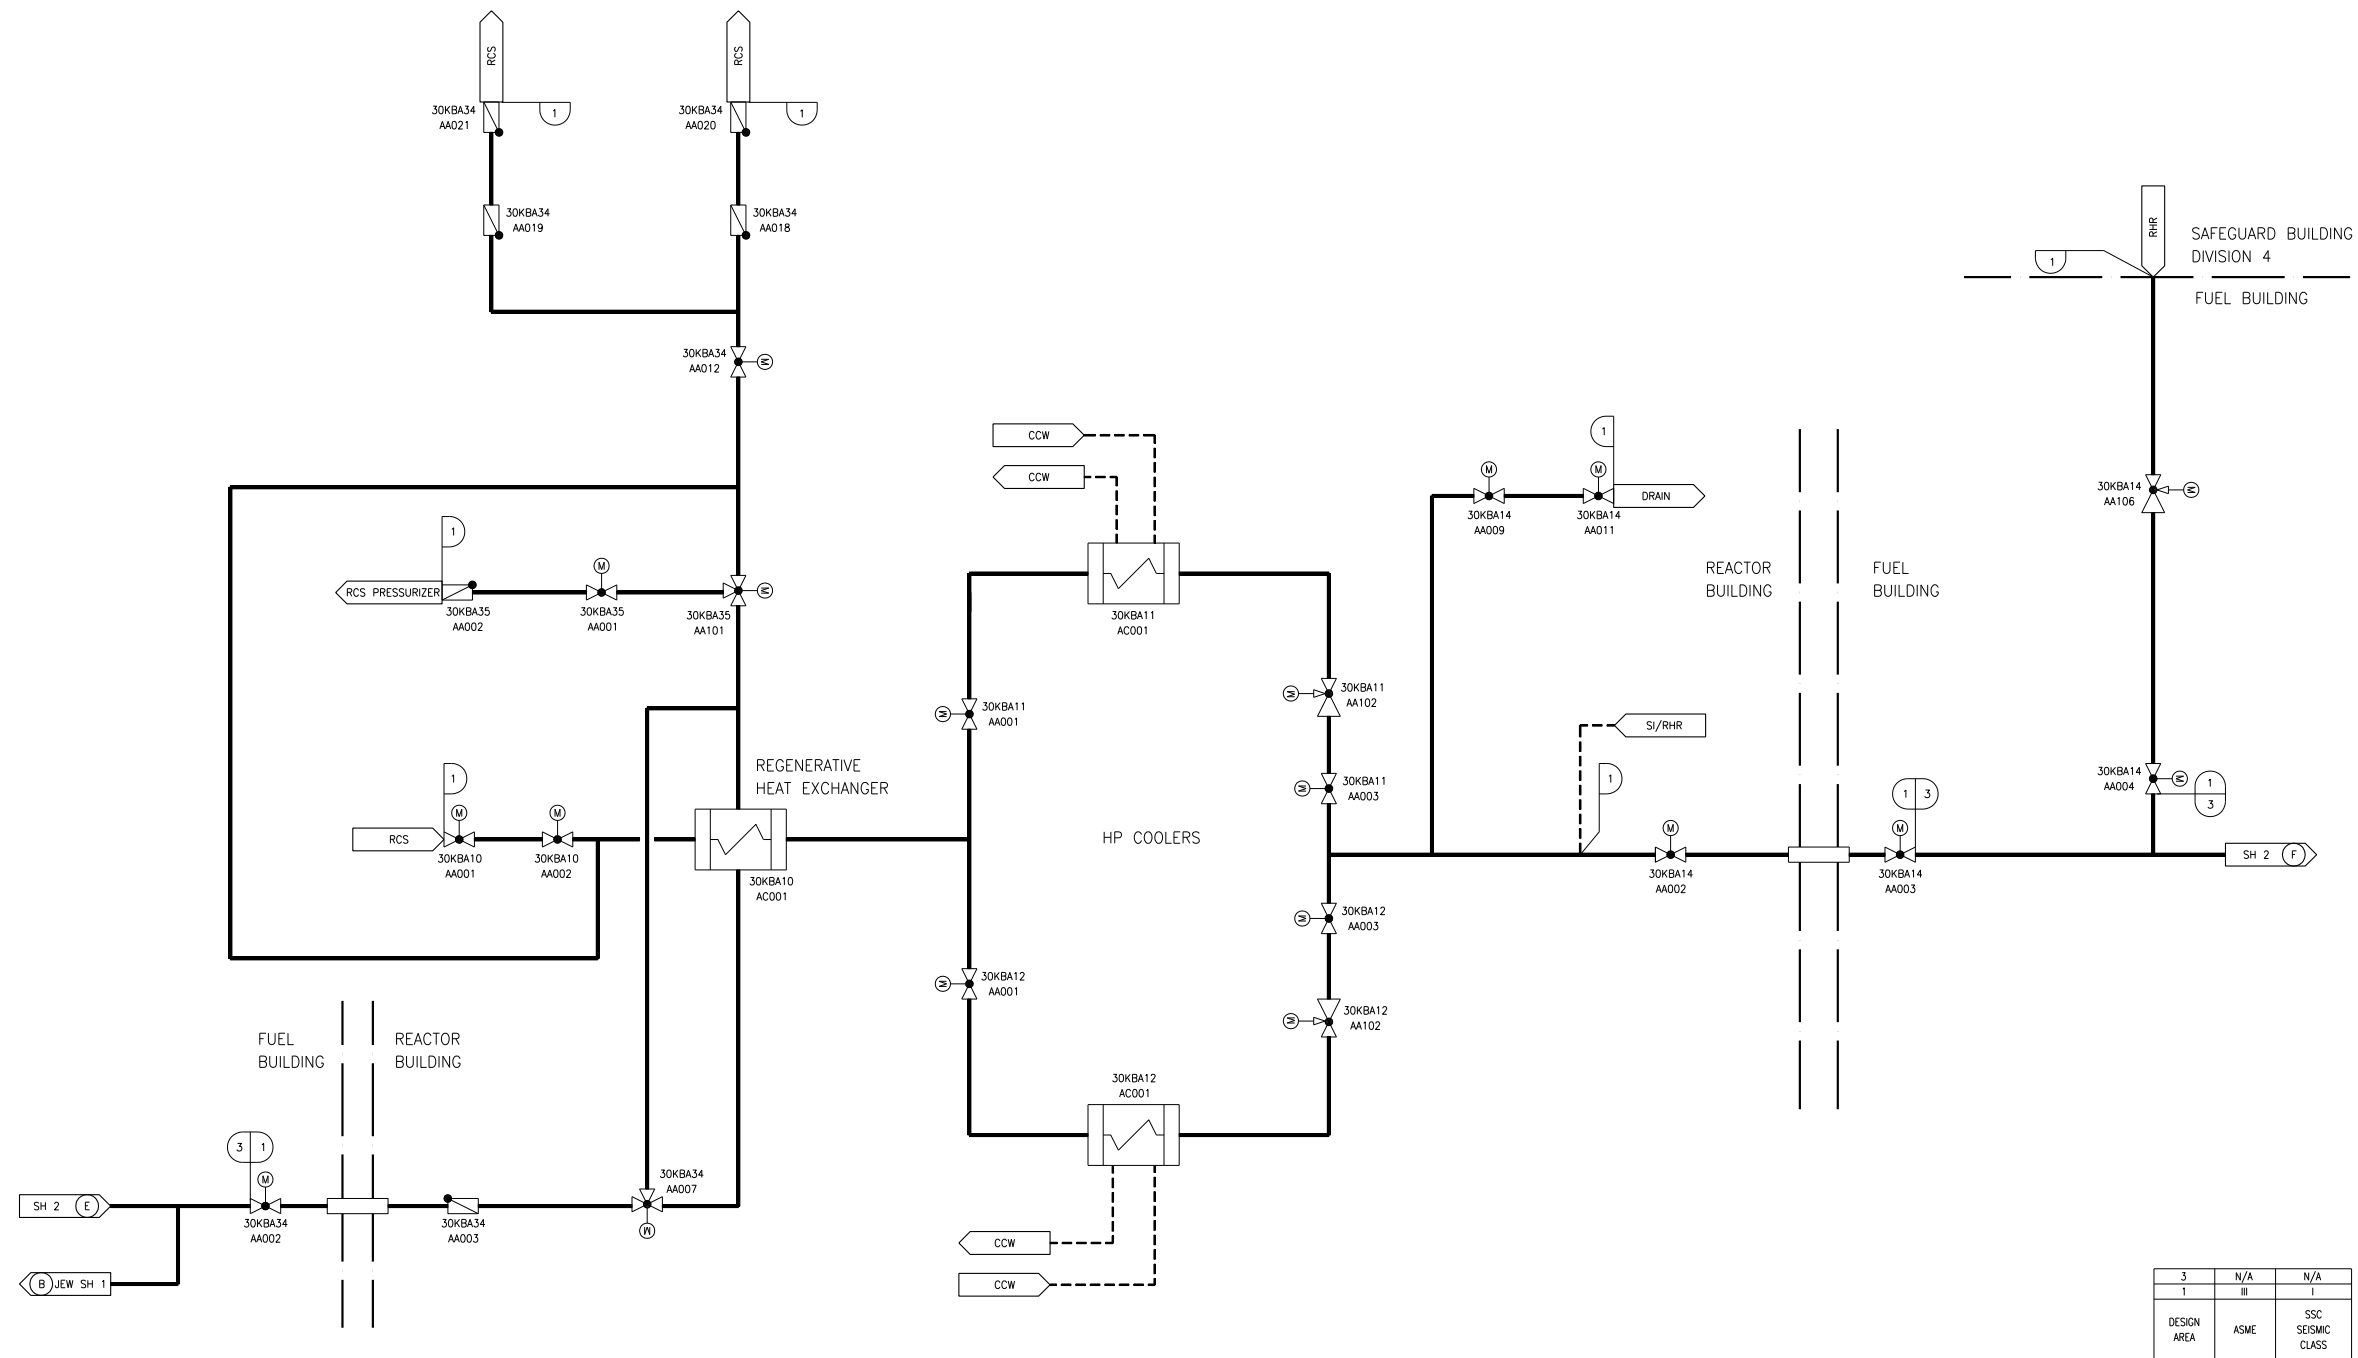 RCS
RCS
30KBA34
AA021
1
30KBA34
AA020
1
30KBA34
AA019
30KBA34
AA018
RHR
SAFEGUARD BUILDING
DIVISION 4
1
FUEL BUILDING
30KBA34
AA012
M
CCW
CCW
1
M
M
DRAIN
30KBA14
AA009
30KBA14
AA011
30KBA14
AA106
M
1
M
RCS PRESSURIZER
30KBA35
AA002
30KBA35
AA001
30KBA35
AA101
M
30KBA11
AC001
REACTOR
BUILDING
FUEL
BUILDING
M
30KBA11
AA001
M
30KBA11
AA102
SI/RHR
REGENERATIVE
HEAT EXCHANGER
1
M
M
RCS
30KBA10
AA001
30KBA10
AA002
30KBA10
AC001
M
30KBA11
AA003
HP COOLERS
1
M
30KBA14
AA002
1
3
M
30KBA14
AA003
30KBA14
AA004
M
1
3
SH 2
F
M
30KBA12
AA003
M
30KBA12
AA001
M
30KBA12
AA102
FUEL
BUILDING
REACTOR
BUILDING
30KBA12
AC001
3
1
M
SH 2
E
30KBA34
AA002
30KBA34
AA003
30KBA34
AA007
M
CCW
CCW
B
JEW SH 1
3 N/A N/A
1 III I
DESIGN
AREA
ASME
SSC
SEISMIC
CLASS